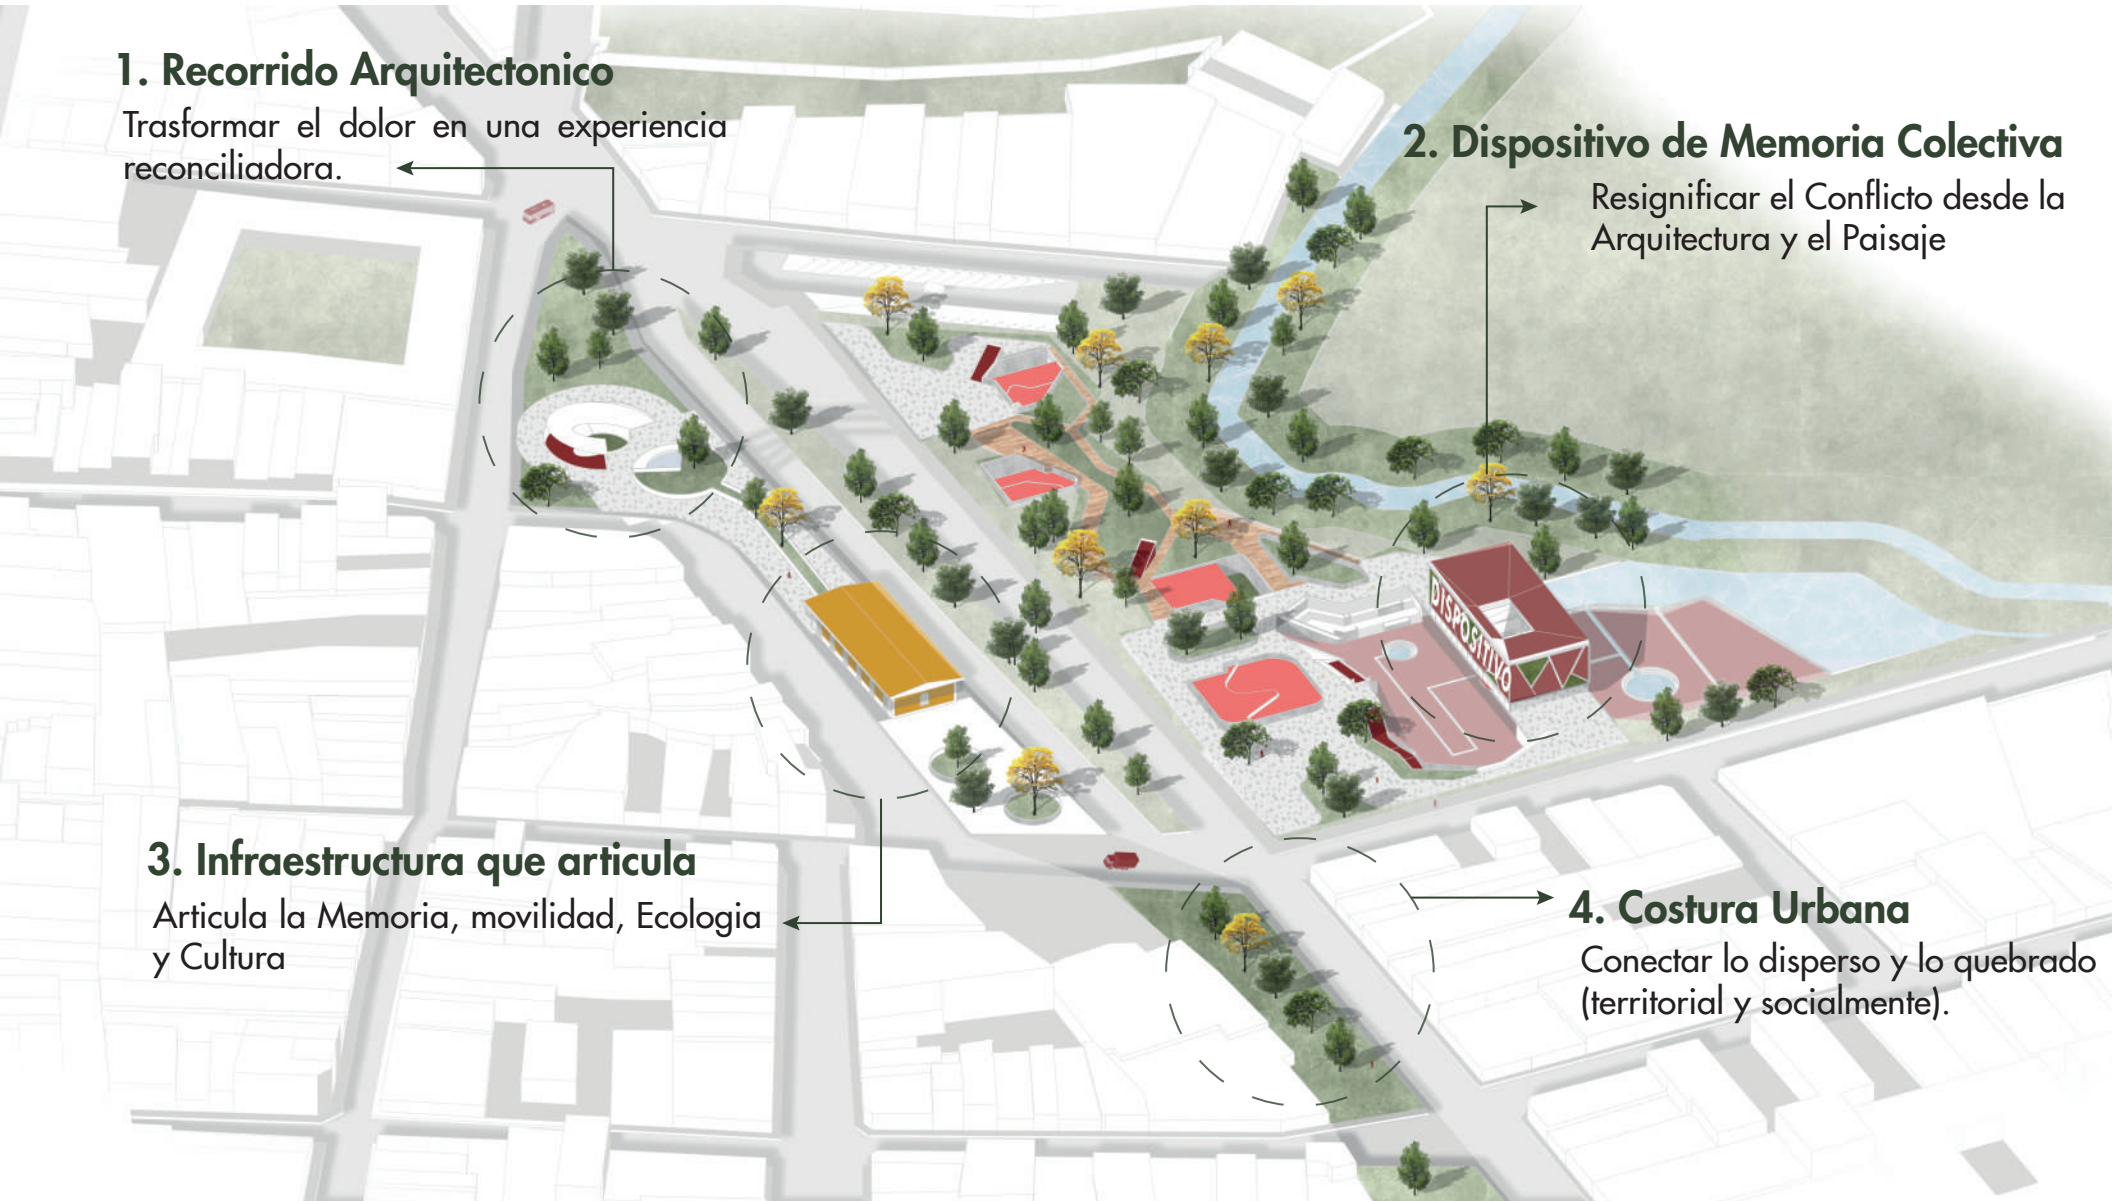 1. Recorrido Arquitectonico
Trasformar el dolor en una experiencia
reconciliadora.
2. Dispositivo de Memoria Colectiva
Resignificar el Conflicto desde la
Arquitectura y el Paisaje
DISPOSITIVO
3. Infraestructura que articula
Articula la Memoria, movilidad, Ecologia
y Cultura
4. Costura Urbana
Conectar lo disperso y lo quebrado
(territorial y socialmente).